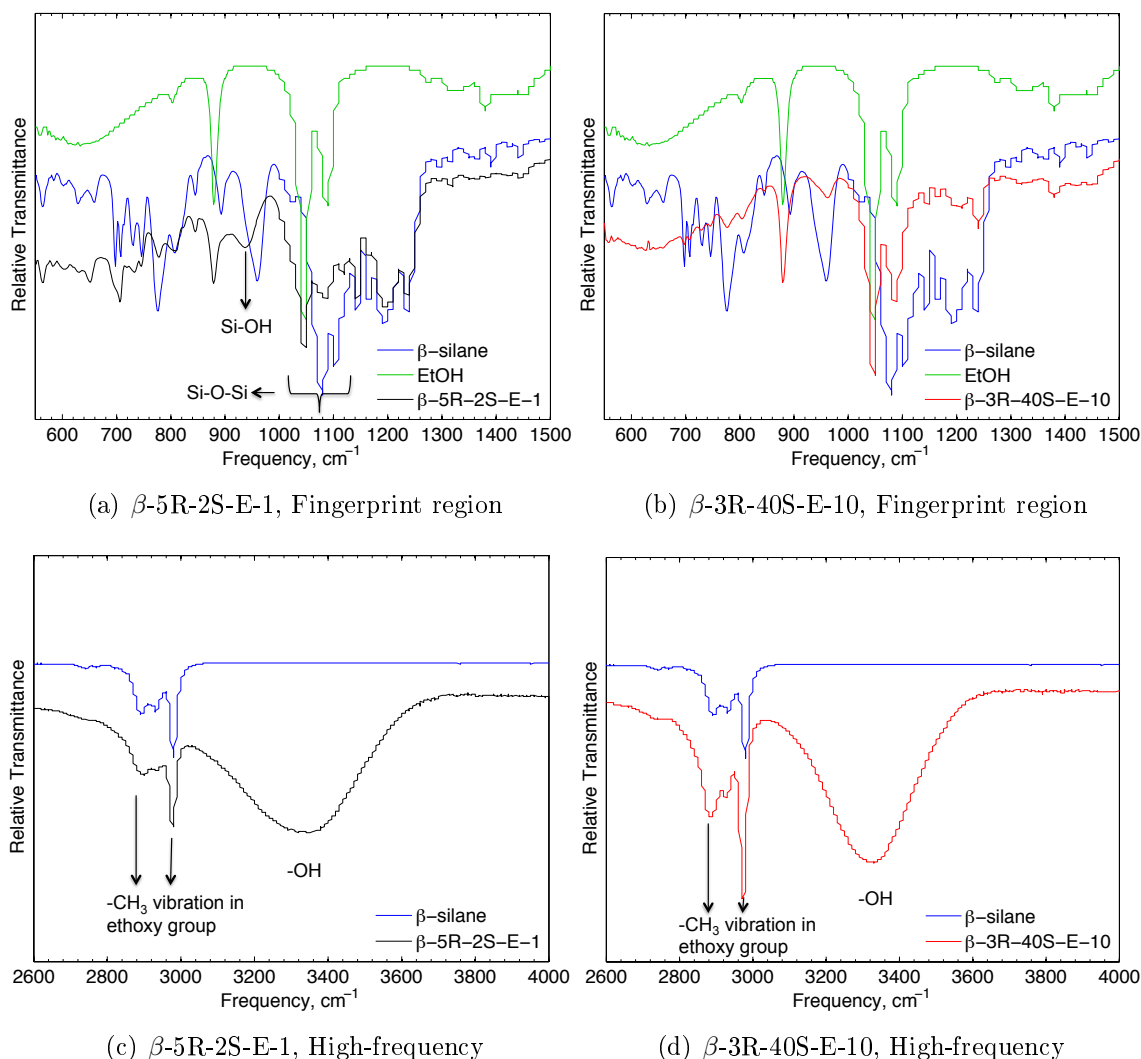 Relative Transmittance
Si-OH
Si-O-Si
β−silane
EtOH
β−5R−2S−E−1
600 700 800 900 1000 1100 1200 1300 1400 1500
Frequency, cm⁻¹
(a) β-5R-2S-E-1, Fingerprint region
Relative Transmittance
β−silane
EtOH
β−3R−40S−E−10
600 700 800 900 1000 1100 1200 1300 1400 1500
Frequency, cm⁻¹
(b) β-3R-40S-E-10, Fingerprint region
Relative Transmittance
-OH
-CH₃ vibration in
ethoxy group
β−silane
β−5R−2S−E−1
2600 2800 3000 3200 3400 3600 3800 4000
Frequency, cm⁻¹
(c) β-5R-2S-E-1, High-frequency
Relative Transmittance
-OH
-CH₃ vibration in
ethoxy group
β−silane
β−3R−40S−E−10
2600 2800 3000 3200 3400 3600 3800 4000
Frequency, cm⁻¹
(d) β-3R-40S-E-10, High-frequency